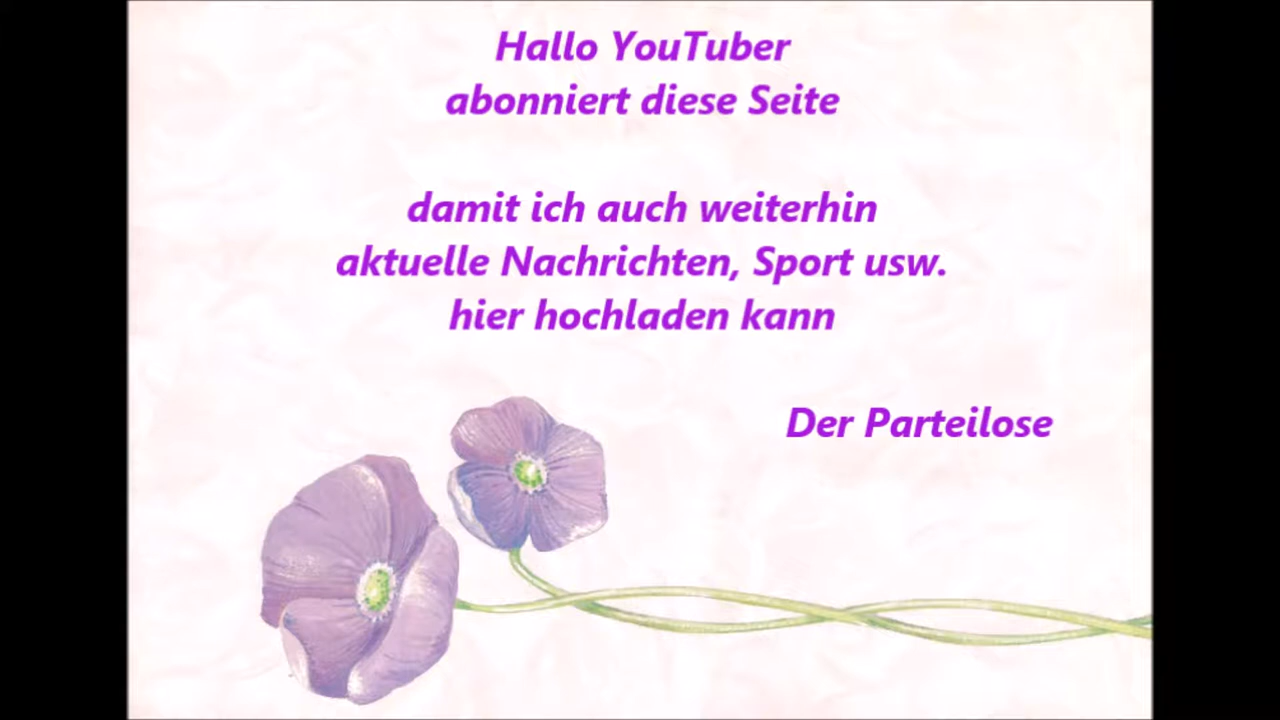 Hallo YouTuber
abonniert diese Seite
damit ich auch weiterhin
aktuelle Nachrichten, Sport usw.
hier hochladen kann
Der Parteilose